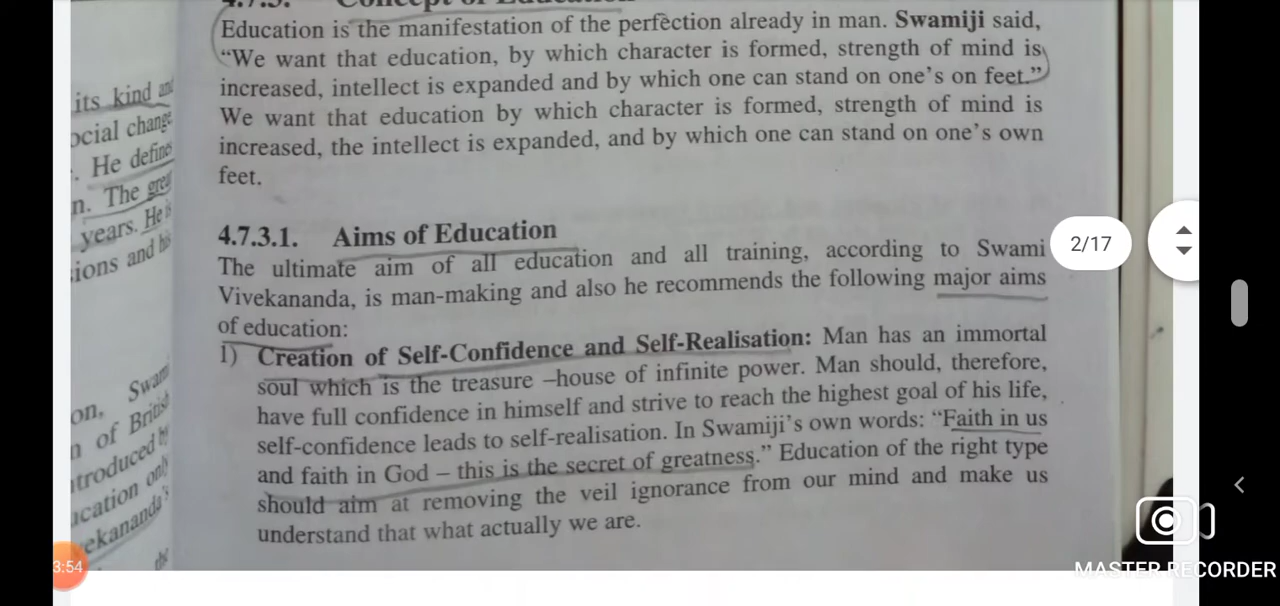 4.7.3. Concept of Education
Education is the manifestation of the perfection already in man. Swamiji said,
“We want that education, by which character is formed, strength of mind is
increased, intellect is expanded and by which one can stand on one’s on feet.”
We want that education by which character is formed, strength of mind is
increased, the intellect is expanded, and by which one can stand on one’s own
feet.
4.7.3.1. Aims of Education
The ultimate aim of all education and all training, according to Swami
Vivekananda, is man-making and also he recommends the following major aims
of education:
1) Creation of Self-Confidence and Self-Realisation: Man has an immortal
soul which is the treasure –house of infinite power. Man should, therefore,
have full confidence in himself and strive to reach the highest goal of his life,
self-confidence leads to self-realisation. In Swamiji’s own words: “Faith in us
and faith in God – this is the secret of greatness.” Education of the right type
should aim at removing the veil ignorance from our mind and make us
understand that what actually we are.
its kind and
ocial change
. He defines
n. The great
years. He is
ions and his
on, Swami
n of British
troduced by
ucation only
ekananda’s
the
2/17
3:54
MASTER RECORDER